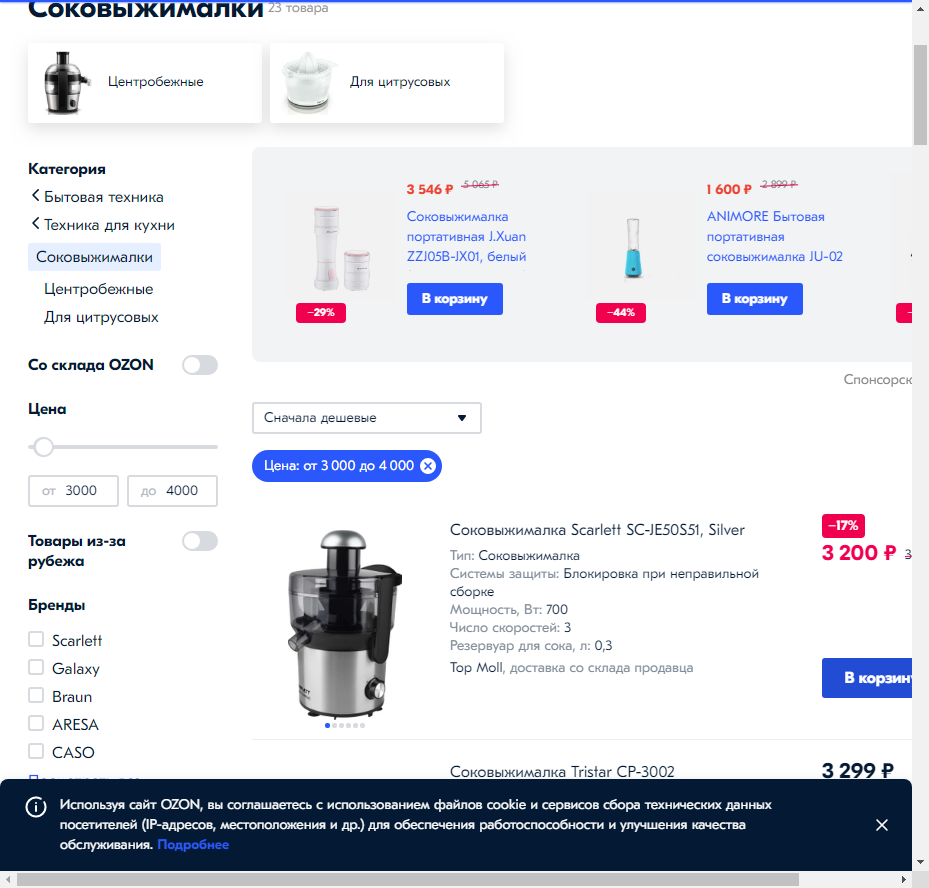 Соковыжималки 23 товара
Центробежные
Для цитрусовых
Категория
Бытовая техника
Техника для кухни
Соковыжималки
Центробежные
Для цитрусовых
Со склада OZON
Цена
от 3000
до 4000
Товары из-за
рубежа
Бренды
Scarlett
Galaxy
Braun
ARESA
CASO
3 546 ₽ 5 065 ₽
Соковыжималка
портативная J.Xuan
ZZJ05B-JX01, белый
В корзину
−29%
1 600 ₽ 2 899 ₽
ANIMORE Бытовая
портативная
соковыжималка JU-02
В корзину
−44%
Спонсорск
Сначала дешевые
Цена: от 3 000 до 4 000
Соковыжималка Scarlett SC-JE50S51, Silver
Тип: Соковыжималка
Системы защиты: Блокировка при неправильной
сборке
Мощность, Вт: 700
Число скоростей: 3
Резервуар для сока, л: 0,3
Top Moll, доставка со склада продавца
−17%
3 200 ₽ 3
В корзину
Соковыжималка Tristar CP-3002
3 299 ₽
Используя сайт OZON, вы соглашаетесь с использованием файлов cookie и сервисов сбора технических данных
посетителей (IP-адресов, местоположения и др.) для обеспечения работоспособности и улучшения качества
обслуживания. Подробнее